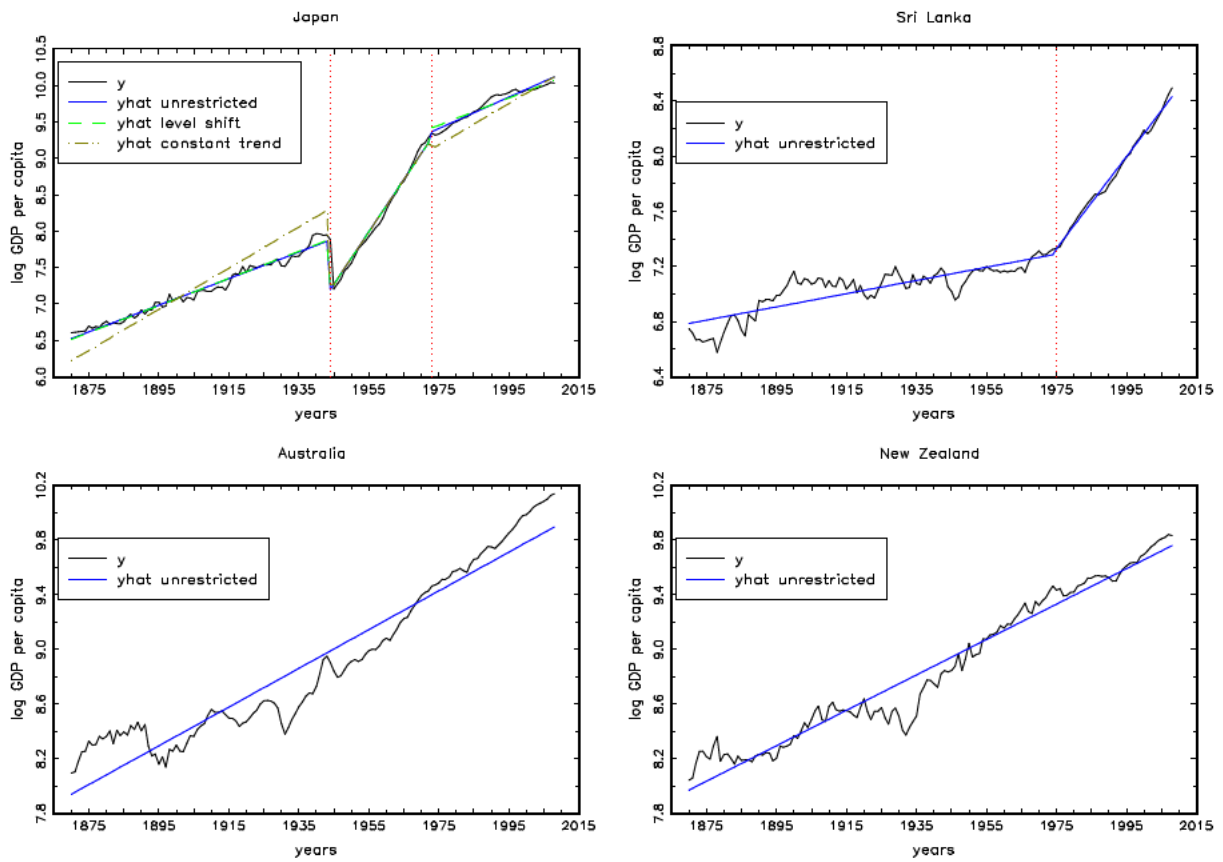 Japan
log GDP per capita
10.5
10.0
9.5
9.0
8.5
8.0
7.5
7.0
6.5
6.0
y
yhat unrestricted
yhat level shift
yhat constant trend
1875 1895 1915 1935 1955 1975 1995 2015
years
Sri Lanka
log GDP per capita
8.8
8.4
8.0
7.6
7.2
6.8
6.4
y
yhat unrestricted
1875 1895 1915 1935 1955 1975 1995 2015
years
Australia
log GDP per capita
10.2
9.8
9.4
9.0
8.6
8.2
7.8
y
yhat unrestricted
1875 1895 1915 1935 1955 1975 1995 2015
years
New Zealand
log GDP per capita
10.2
9.8
9.4
9.0
8.6
8.2
7.8
y
yhat unrestricted
1875 1895 1915 1935 1955 1975 1995 2015
years